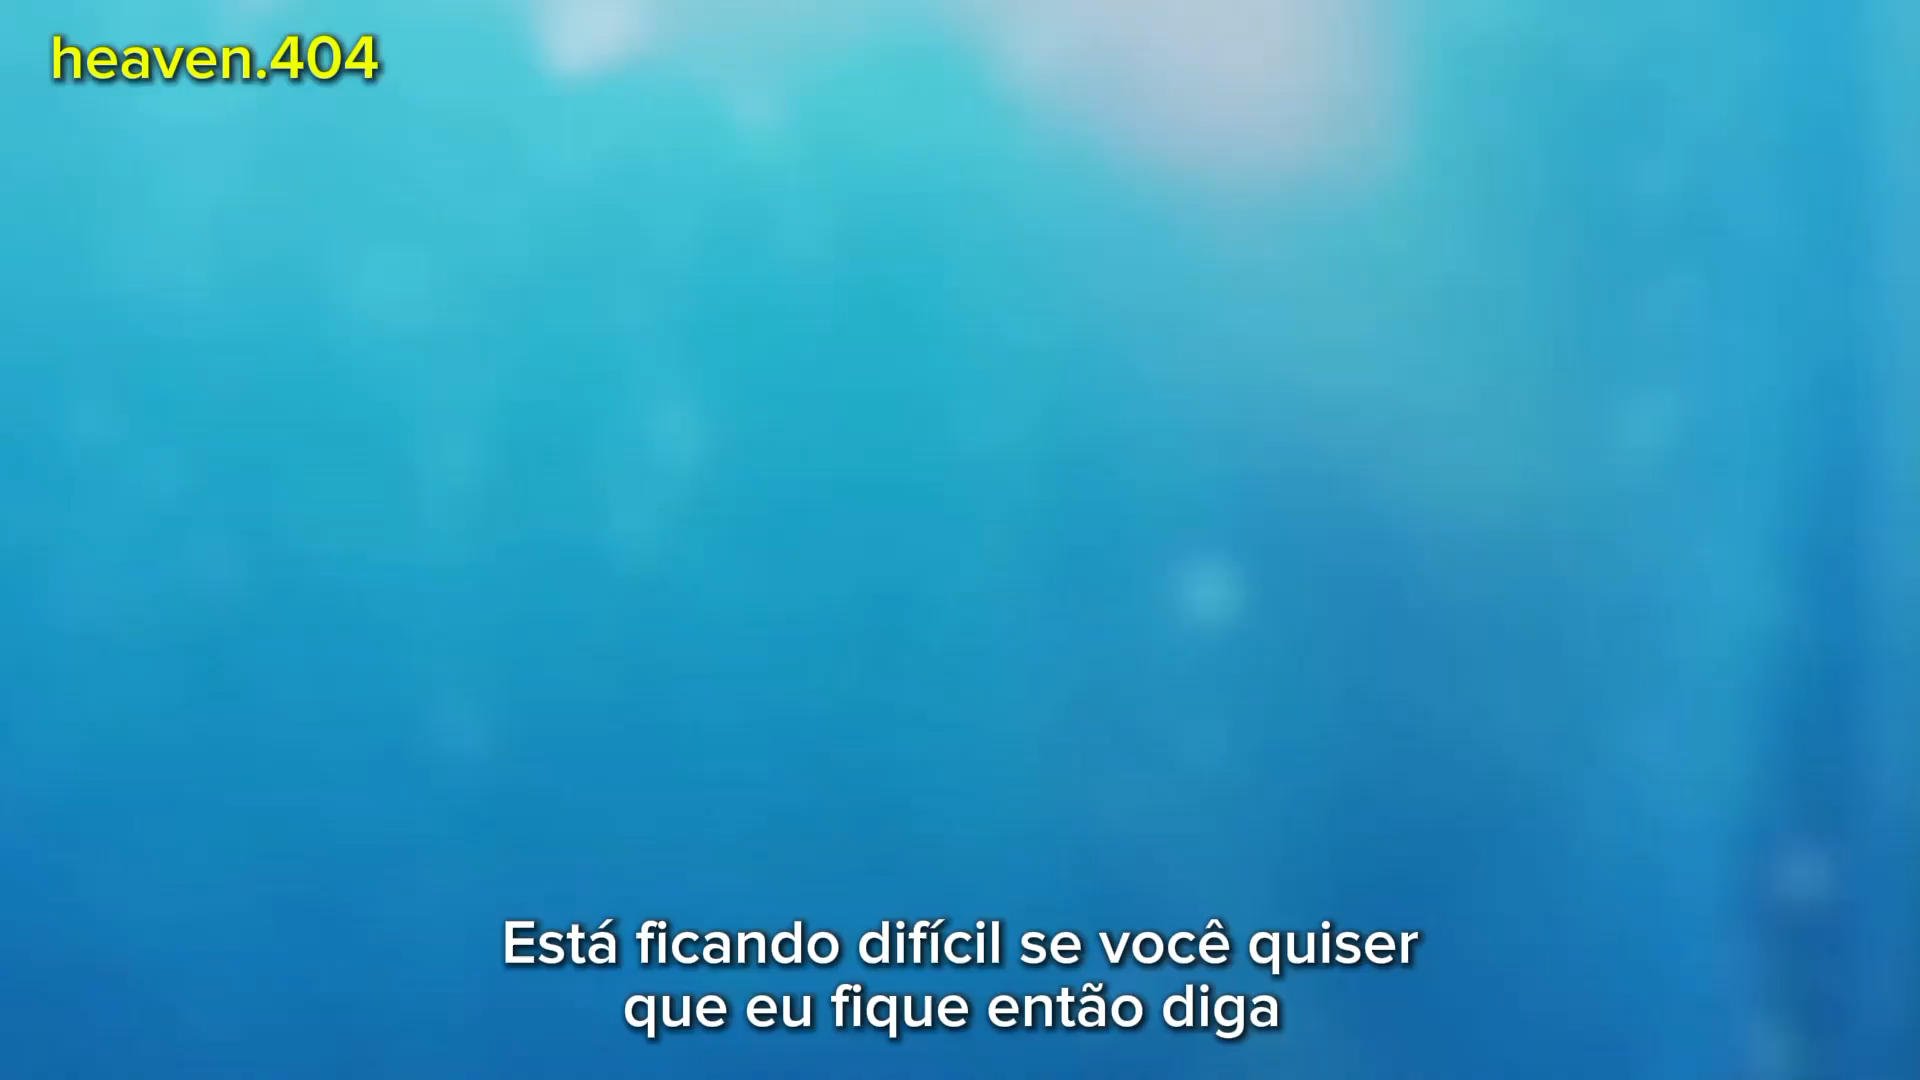 heaven.404
Está ficando difícil se você quiser
que eu fique então diga